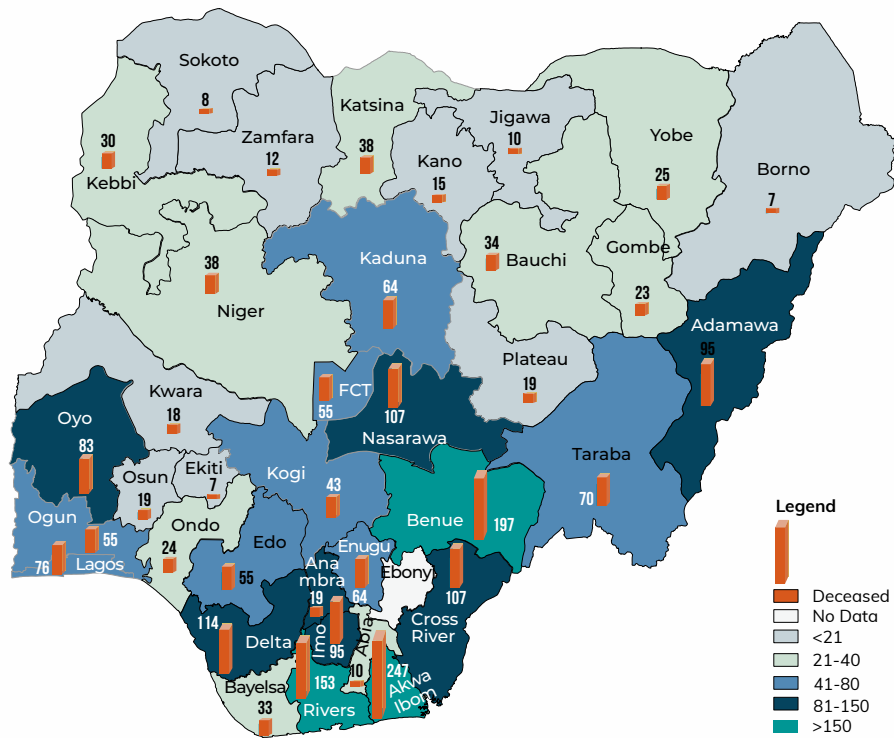 Sokoto
8
Katsina
38
Jigawa
10
Yobe
25
Zamfara
12
Kano
15
Borno
7
30
Kebbi
34
Bauchi
Gombe
23
Kaduna
64
38
Niger
Adamawa
95
Plateau
19
FCT
55
107
Nasarawa
Kwara
18
Oyo
83
Osun
19
Ekiti
7
Kogi
43
Taraba
70
Benue
197
Ogun
76
55
Lagos
Ondo
24
Edo
55
Enugu
64
Ana
mbra
19
Ebony
107
Cross
River
114
Delta
Imo
95
Abia
10
247
Akwa
Ibom
153
Rivers
Bayelsa
33
Legend
Deceased
No Data
<21
21-40
41-80
81-150
>150